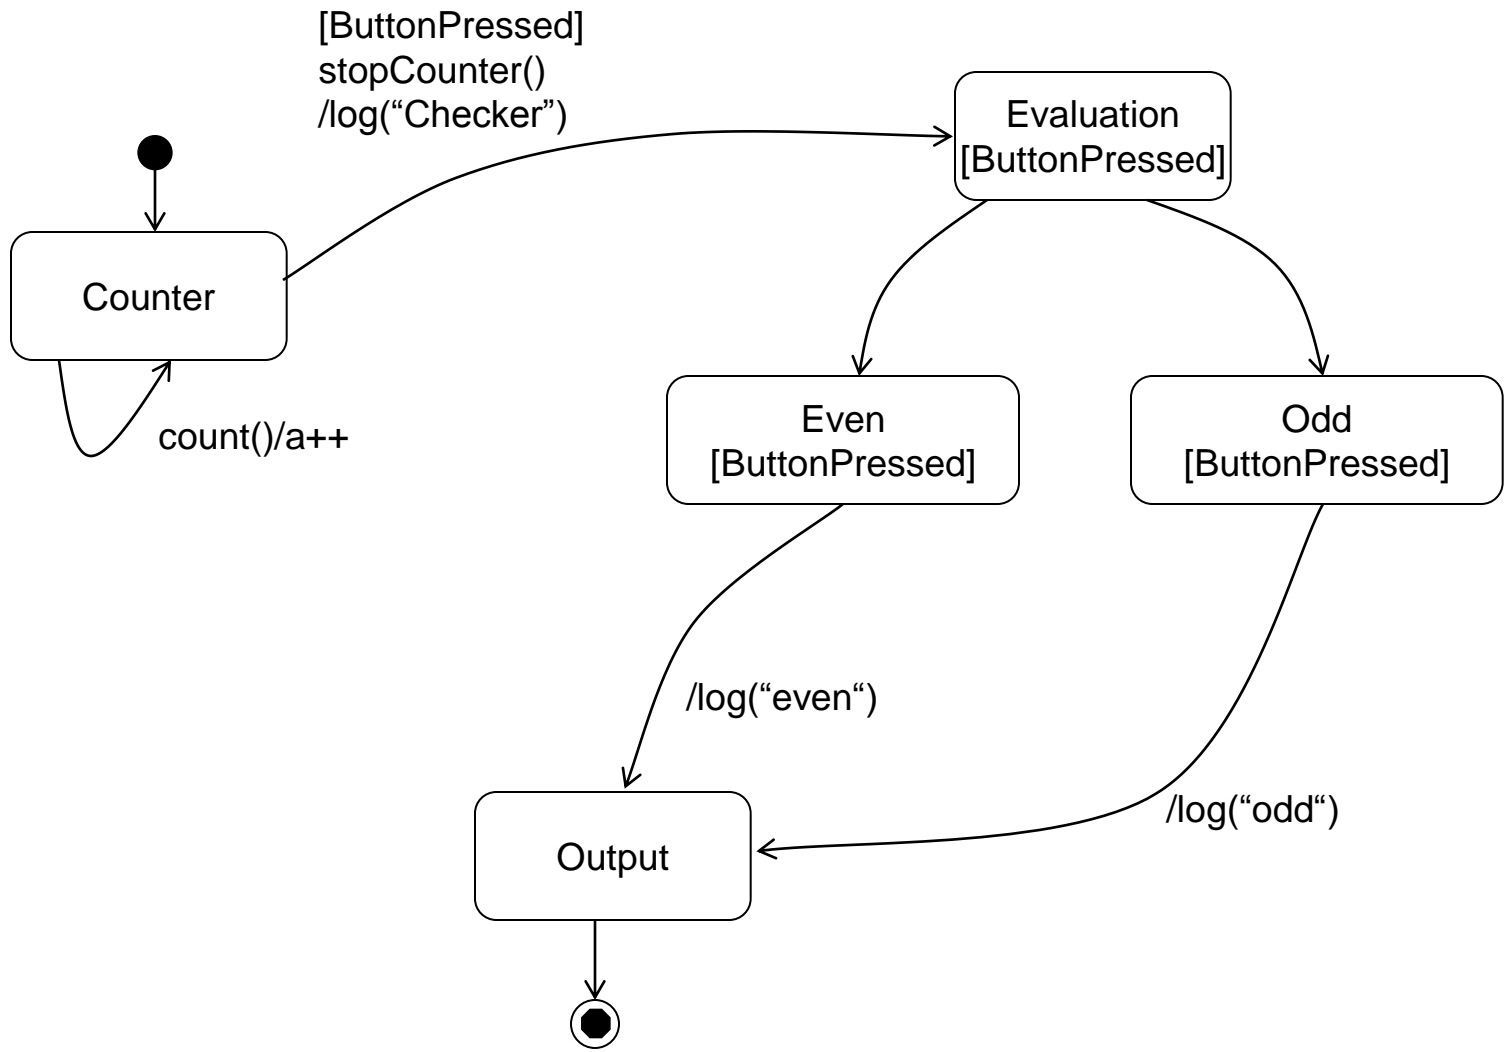 [ButtonPressed]
stopCounter()
/log(“Checker”)
Evaluation
[ButtonPressed]
Counter
count()/a++
Even
[ButtonPressed]
Odd
[ButtonPressed]
/log(“even“)
/log(“odd“)
Output